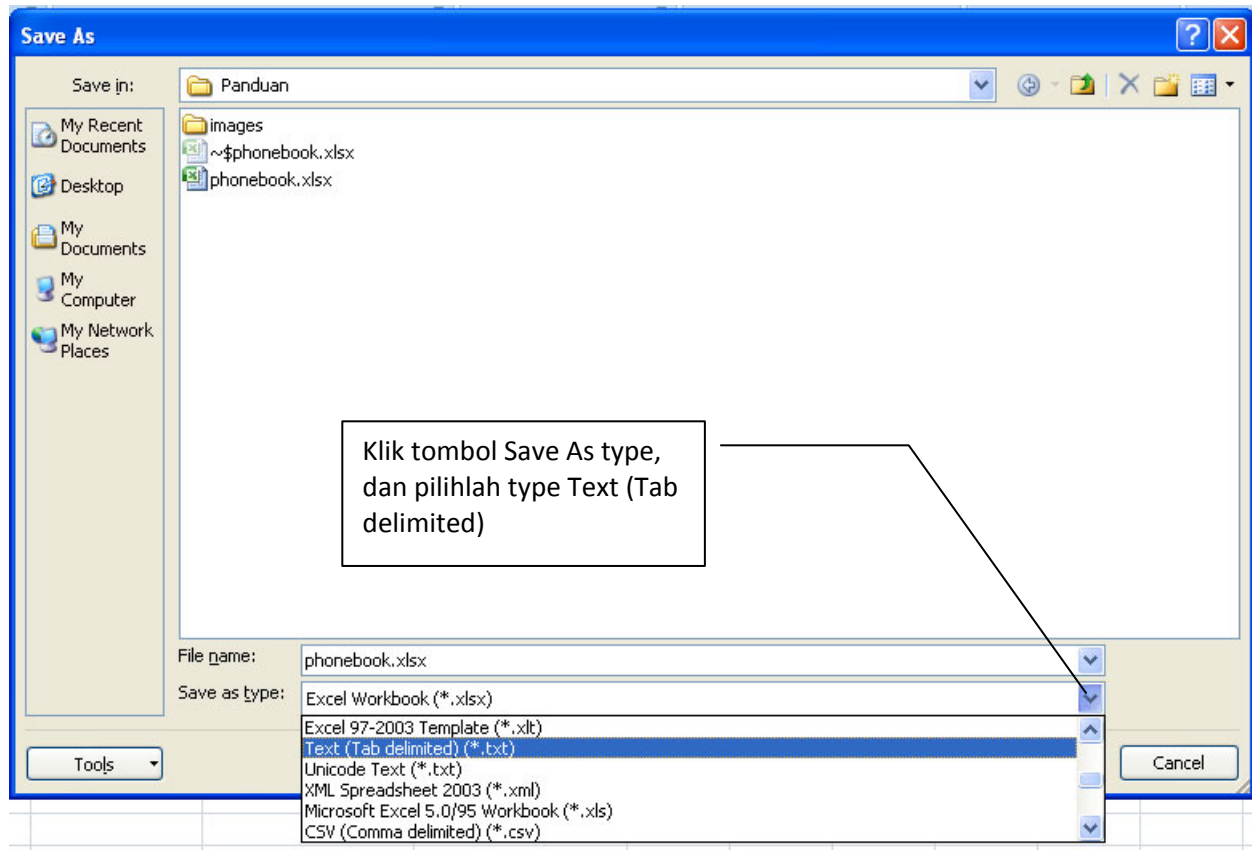 Save As
Save in:
Panduan
My Recent
Documents
Desktop
My
Documents
My
Computer
My Network
Places
images
~$phonebook.xlsx
phonebook.xlsx
Klik tombol Save As type,
dan pilihlah type Text (Tab
delimited)
File name:
phonebook.xlsx
Save as type:
Excel Workbook (*.xlsx)
Excel 97-2003 Template (*.xlt)
Text (Tab delimited) (*.txt)
Unicode Text (*.txt)
XML Spreadsheet 2003 (*.xml)
Microsoft Excel 5.0/95 Workbook (*.xls)
CSV (Comma delimited) (*.csv)
Tools
Cancel